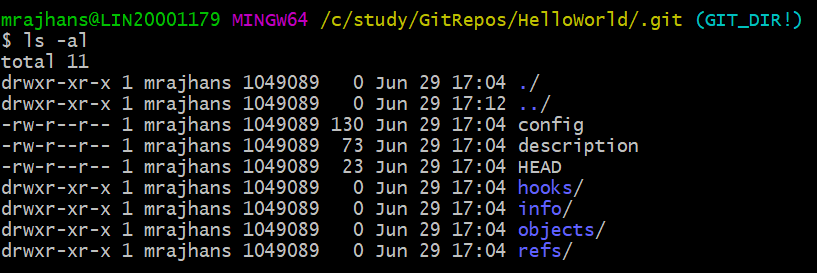 mrajhans@LIN20001179 MINGW64 /c/study/GitRepos/HelloWorld/.git (GIT_DIR!)
$ ls -al
total 11
drwxr-xr-x 1 mrajhans 1049089   0 Jun 29 17:04 ./
drwxr-xr-x 1 mrajhans 1049089   0 Jun 29 17:12 ../
-rw-r--r-- 1 mrajhans 1049089 130 Jun 29 17:04 config
-rw-r--r-- 1 mrajhans 1049089  73 Jun 29 17:04 description
-rw-r--r-- 1 mrajhans 1049089  23 Jun 29 17:04 HEAD
drwxr-xr-x 1 mrajhans 1049089   0 Jun 29 17:04 hooks/
drwxr-xr-x 1 mrajhans 1049089   0 Jun 29 17:04 info/
drwxr-xr-x 1 mrajhans 1049089   0 Jun 29 17:04 objects/
drwxr-xr-x 1 mrajhans 1049089   0 Jun 29 17:04 refs/